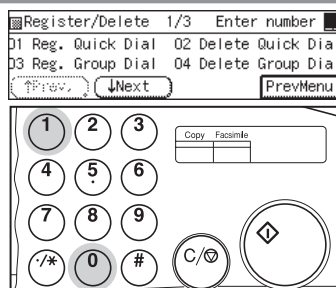 Register/Delete 1/3 Enter number
01 Reg. Quick Dial 02 Delete Quick Dia
03 Reg. Group Dial 04 Delete Group Dia
↑Prev. ↓Next PrevMenu
1 2 3
Copy Facsimile
4 5 6
7 8 9
·/* 0 #
C/